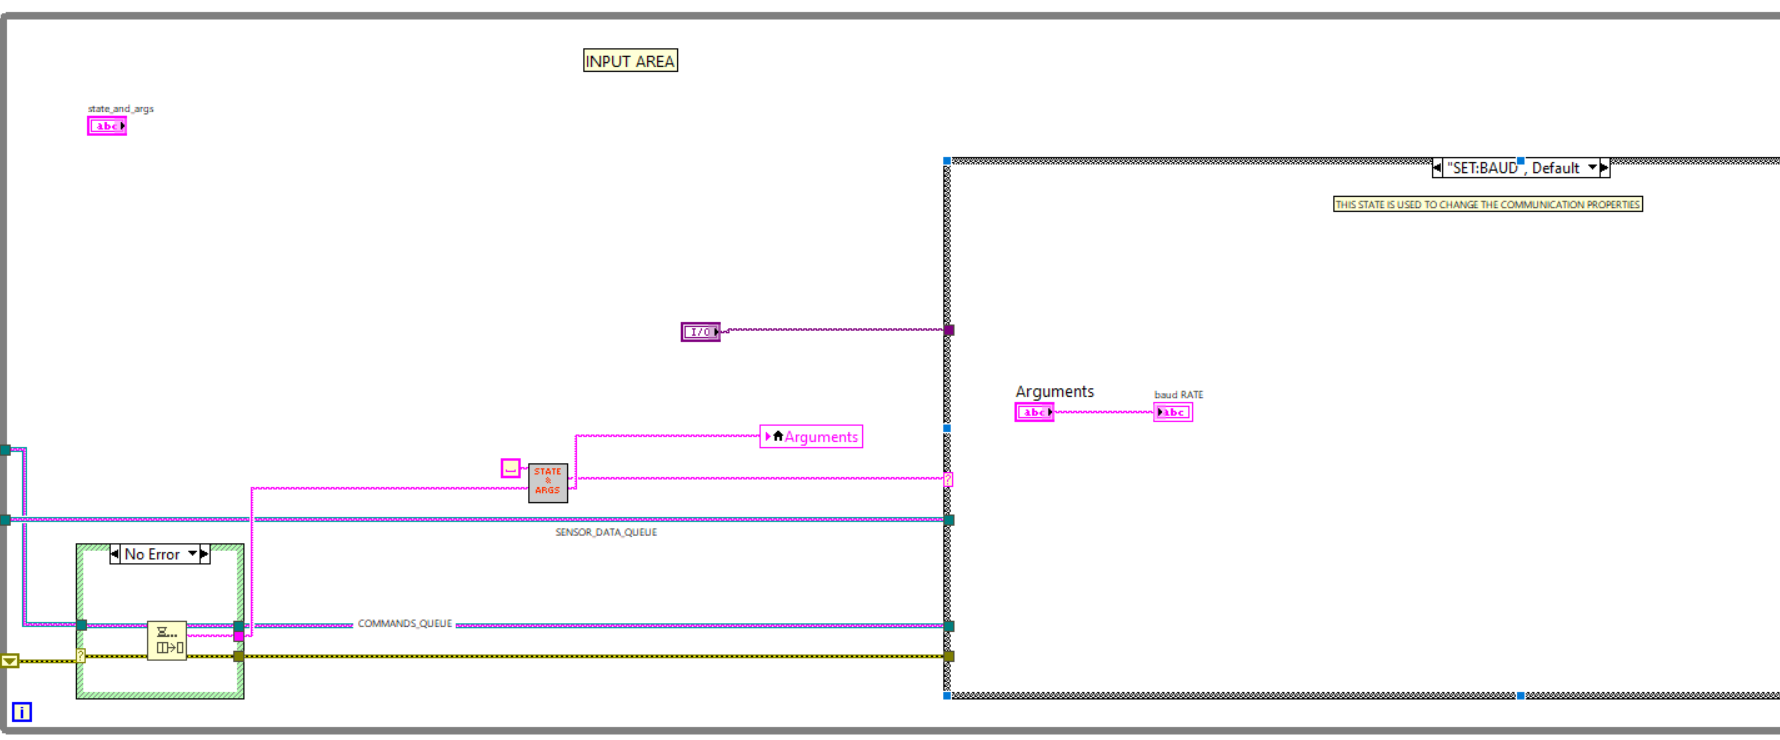 INPUT AREA
state_and_args
abc
"SET:BAUD", Default
THIS STATE IS USED TO CHANGE THE COMMUNICATION PROPERTIES
I/O
Arguments
baud RATE
abc
abc
Arguments
STATE
&
ARGS
?
SENSOR_DATA_QUEUE
No Error
COMMANDS_QUEUE
?
i